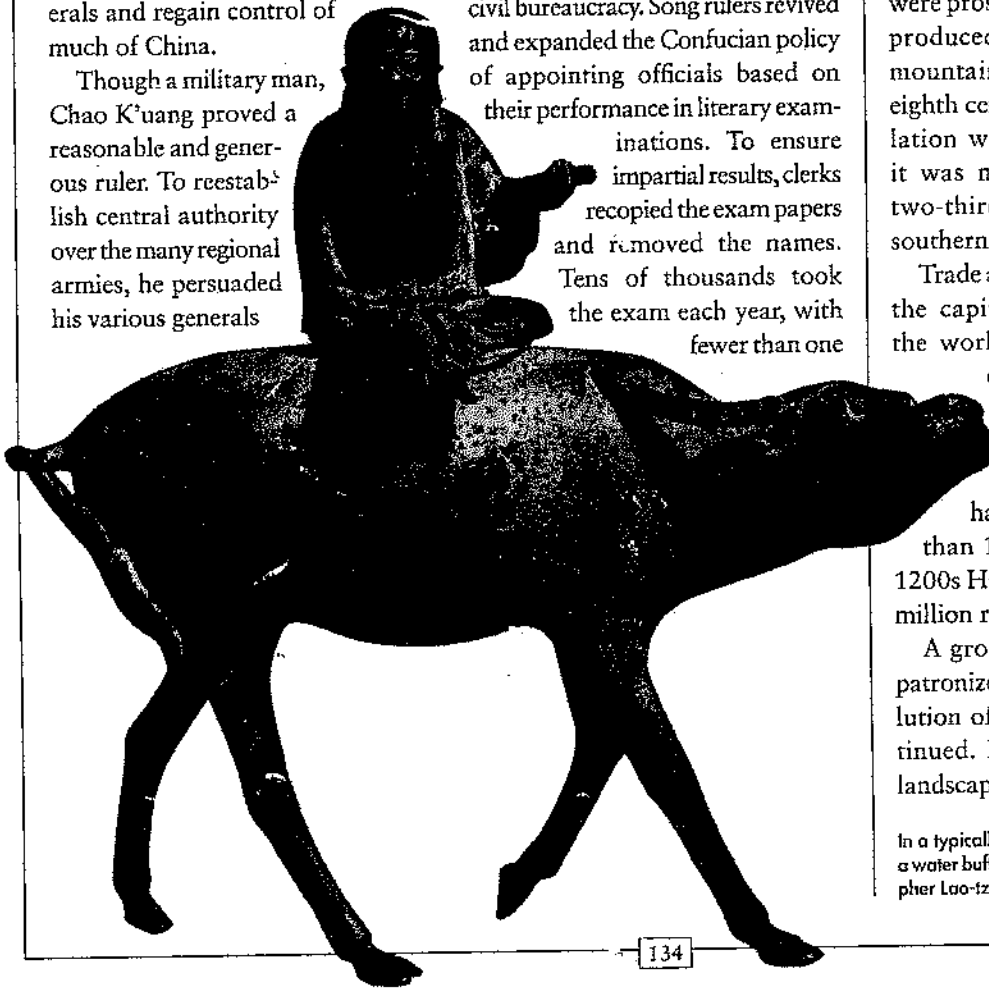 erals and regain control of
much of China.
Though a military man,
Chao K'uang proved a
reasonable and gener-
ous ruler. To reestab-
lish central authority
over the many regional
armies, he persuaded
his various generals
civil bureaucracy. Song rulers revived
and expanded the Confucian policy
of appointing officials based on
their performance in literary exam-
inations. To ensure
impartial results, clerks
recopied the exam papers
and removed the names.
Tens of thousands took
the exam each year, with
fewer than one
were pros
produced
mountai
eighth ce
lation w
it was
two-thir
southern
Trade
the capi
the worl
ha
than 1
1200s H
million r
A gro
patroniz
lution of
tinued.
landscap
In a typical
a water buf
pher Lao-tz
134